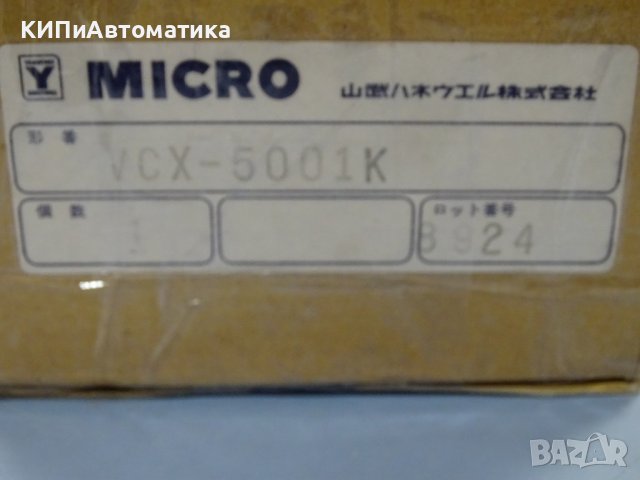 КИПиАвтоматика
Y MICRO 山武ハネウエル株式会社
形番
VCX-5001K
個数 ロット番号
1 8924
BAZAR